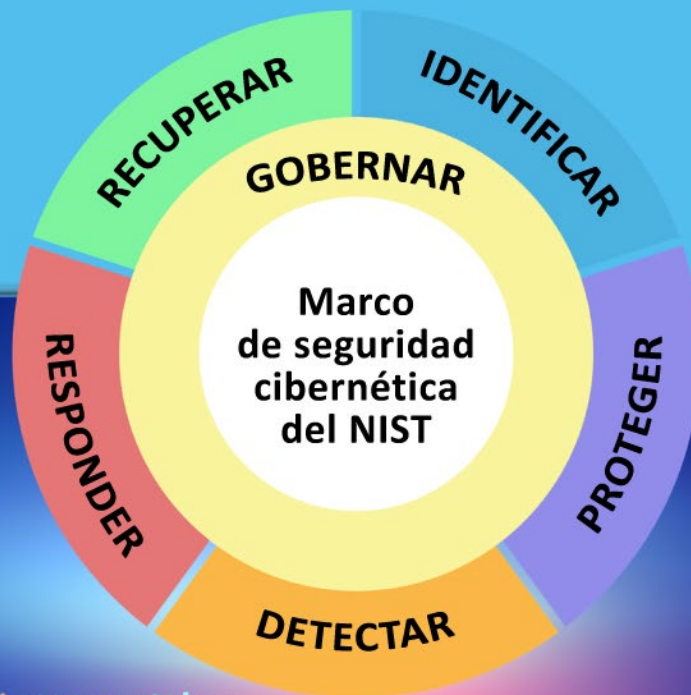 RECUPERAR
IDENTIFICAR
GOBERNAR
Marco
de seguridad
cibernética
del NIST
RESPONDER
PROTEGER
DETECTAR